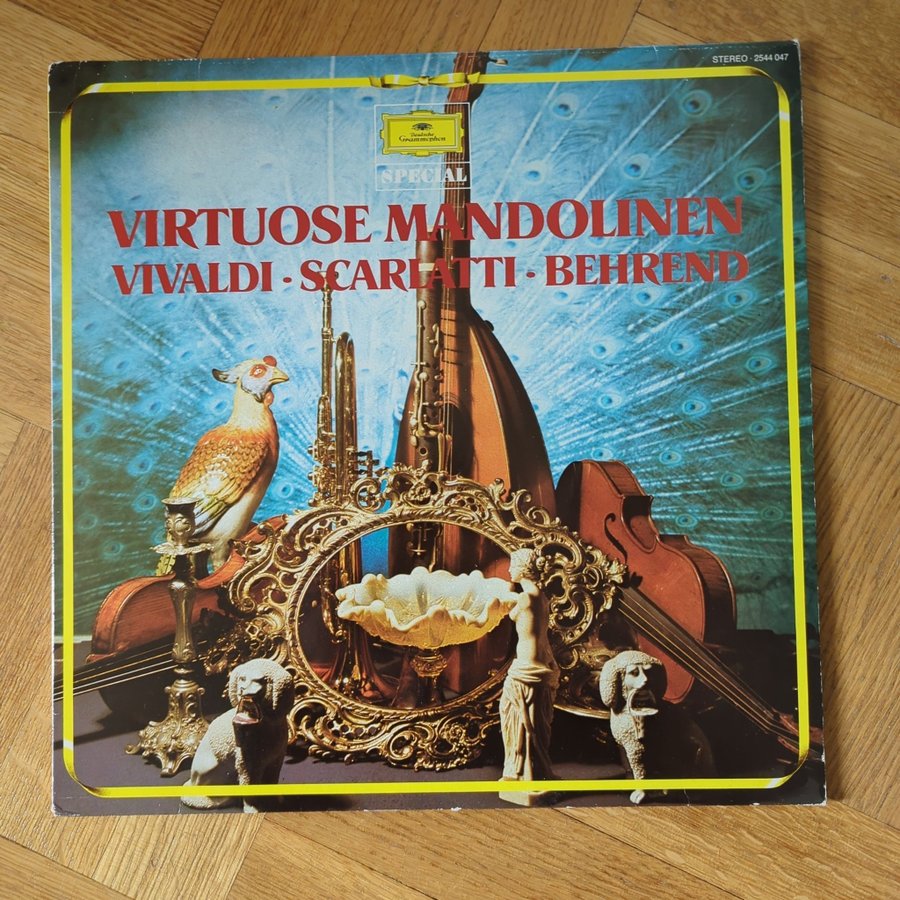 STEREO · 2544 047
Deutsche
Grammophon
SPECIAL
VIRTUOSE MANDOLINEN
VIVALDI · SCARLATTI · BEHREND